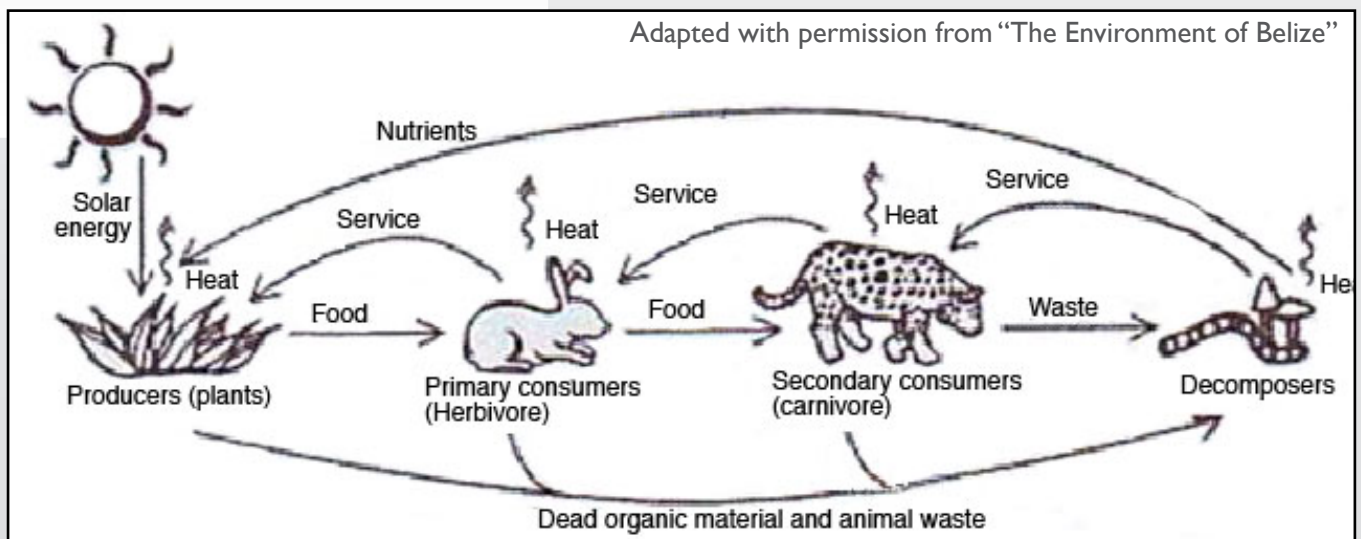 Adapted with permission from “The Environment of Belize”
Nutrients
Solar
energy
Service
Service
Service
Heat
Heat
Heat
Food
Food
Waste
Producers (plants)
Primary consumers
(Herbivore)
Secondary consumers
(carnivore)
Decomposers
Dead organic material and animal waste